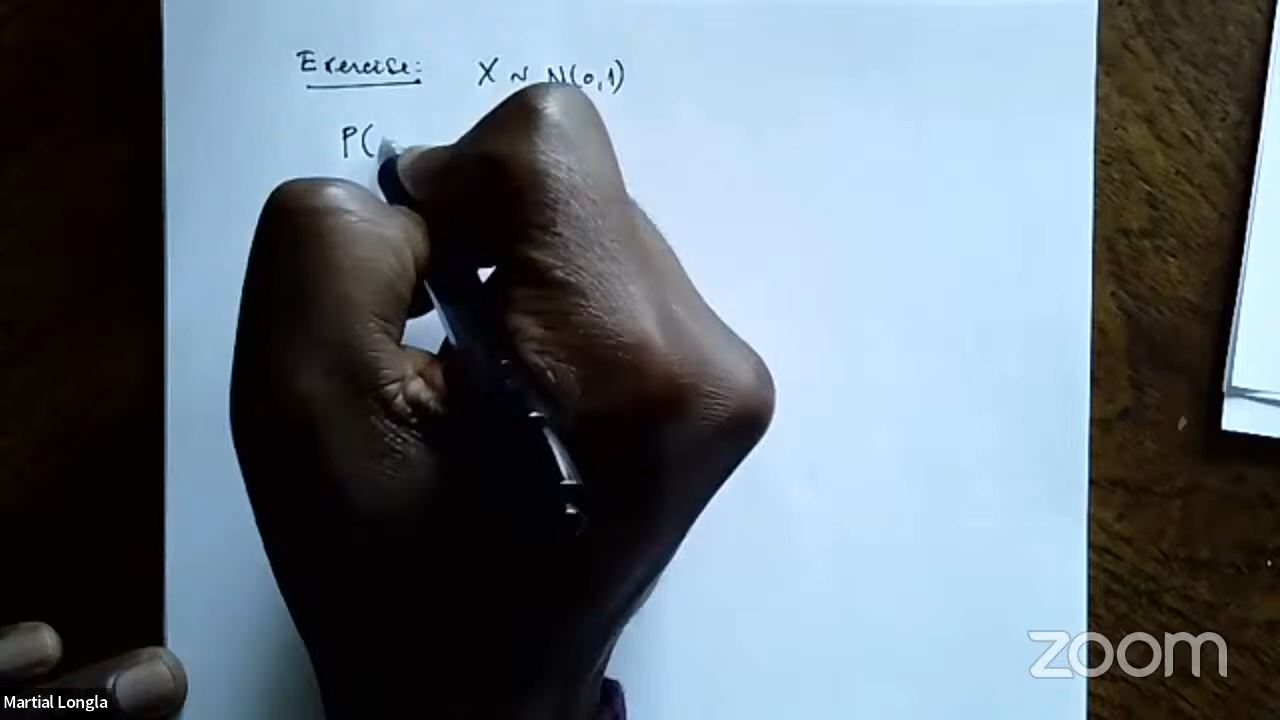 Exercise: X ~ N(0,1)
P(
zoom
Martial Longla